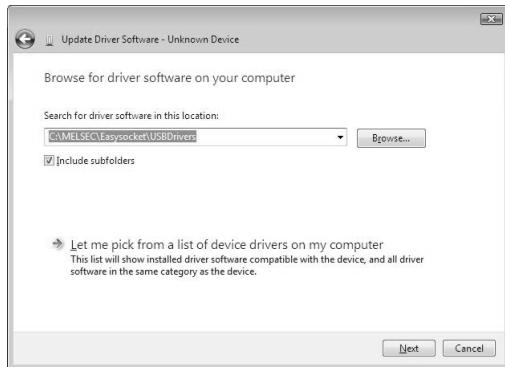 Update Driver Software - Unknown Device
Browse for driver software on your computer
Search for driver software in this location:
C:\MELSEC\Easysocket\USBDrivers
Browse...
Include subfolders
Let me pick from a list of device drivers on my computer
This list will show installed driver software compatible with the device, and all driver
software in the same category as the device.
Next Cancel